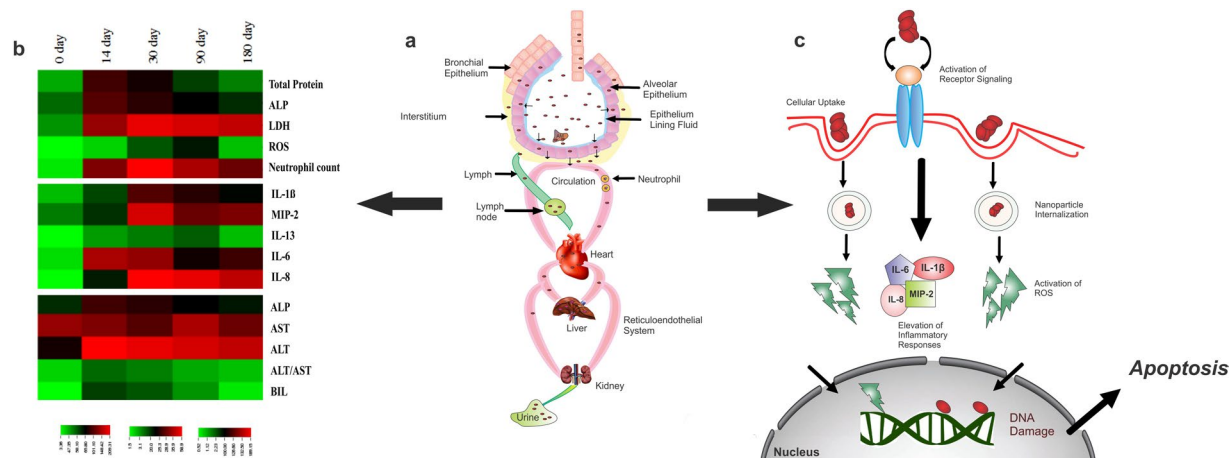 b
0 day
14 day
30 day
90 day
180 day
Total Protein
ALP
LDH
ROS
Neutrophil count
IL-1ß
MIP-2
IL-13
IL-6
IL-8
ALP
AST
ALT
ALT/AST
BIL
a
Bronchial
Epithelium
Alveolar
Epithelium
Interstitium
Epithelium
Lining Fluid
Lymph
Circulation
Neutrophil
Lymph
node
Heart
Liver
Reticuloendothelial
System
Kidney
Urine
c
Activation of
Receptor Signaling
Cellular Uptake
Nanoparticle
Internalization
IL-6
IL-1β
IL-8
MIP-2
Activation of
ROS
Elevation of
Inflammatory
Responses
Apoptosis
DNA
Damage
Nucleus